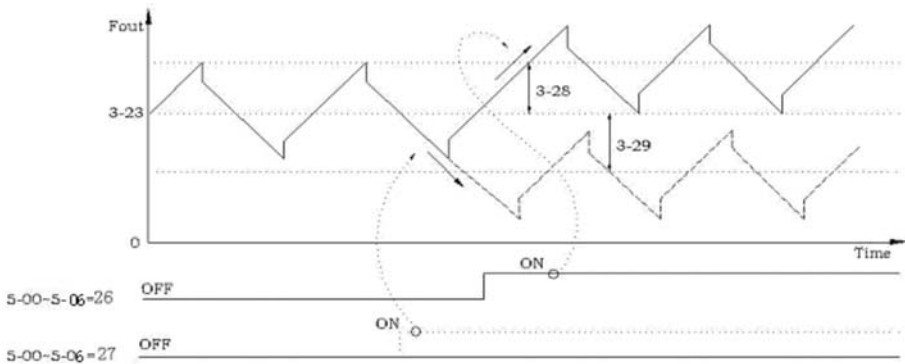 Fout
3-28
3-23
3-29
0
Time
ON
OFF
5-00~5-06=26
ON
OFF
5-00~5-06=27